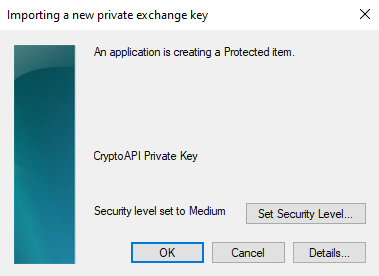 Importing a new private exchange key
An application is creating a Protected item.
CryptoAPI Private Key
Security level set to Medium
Set Security Level...
OK
Cancel
Details...